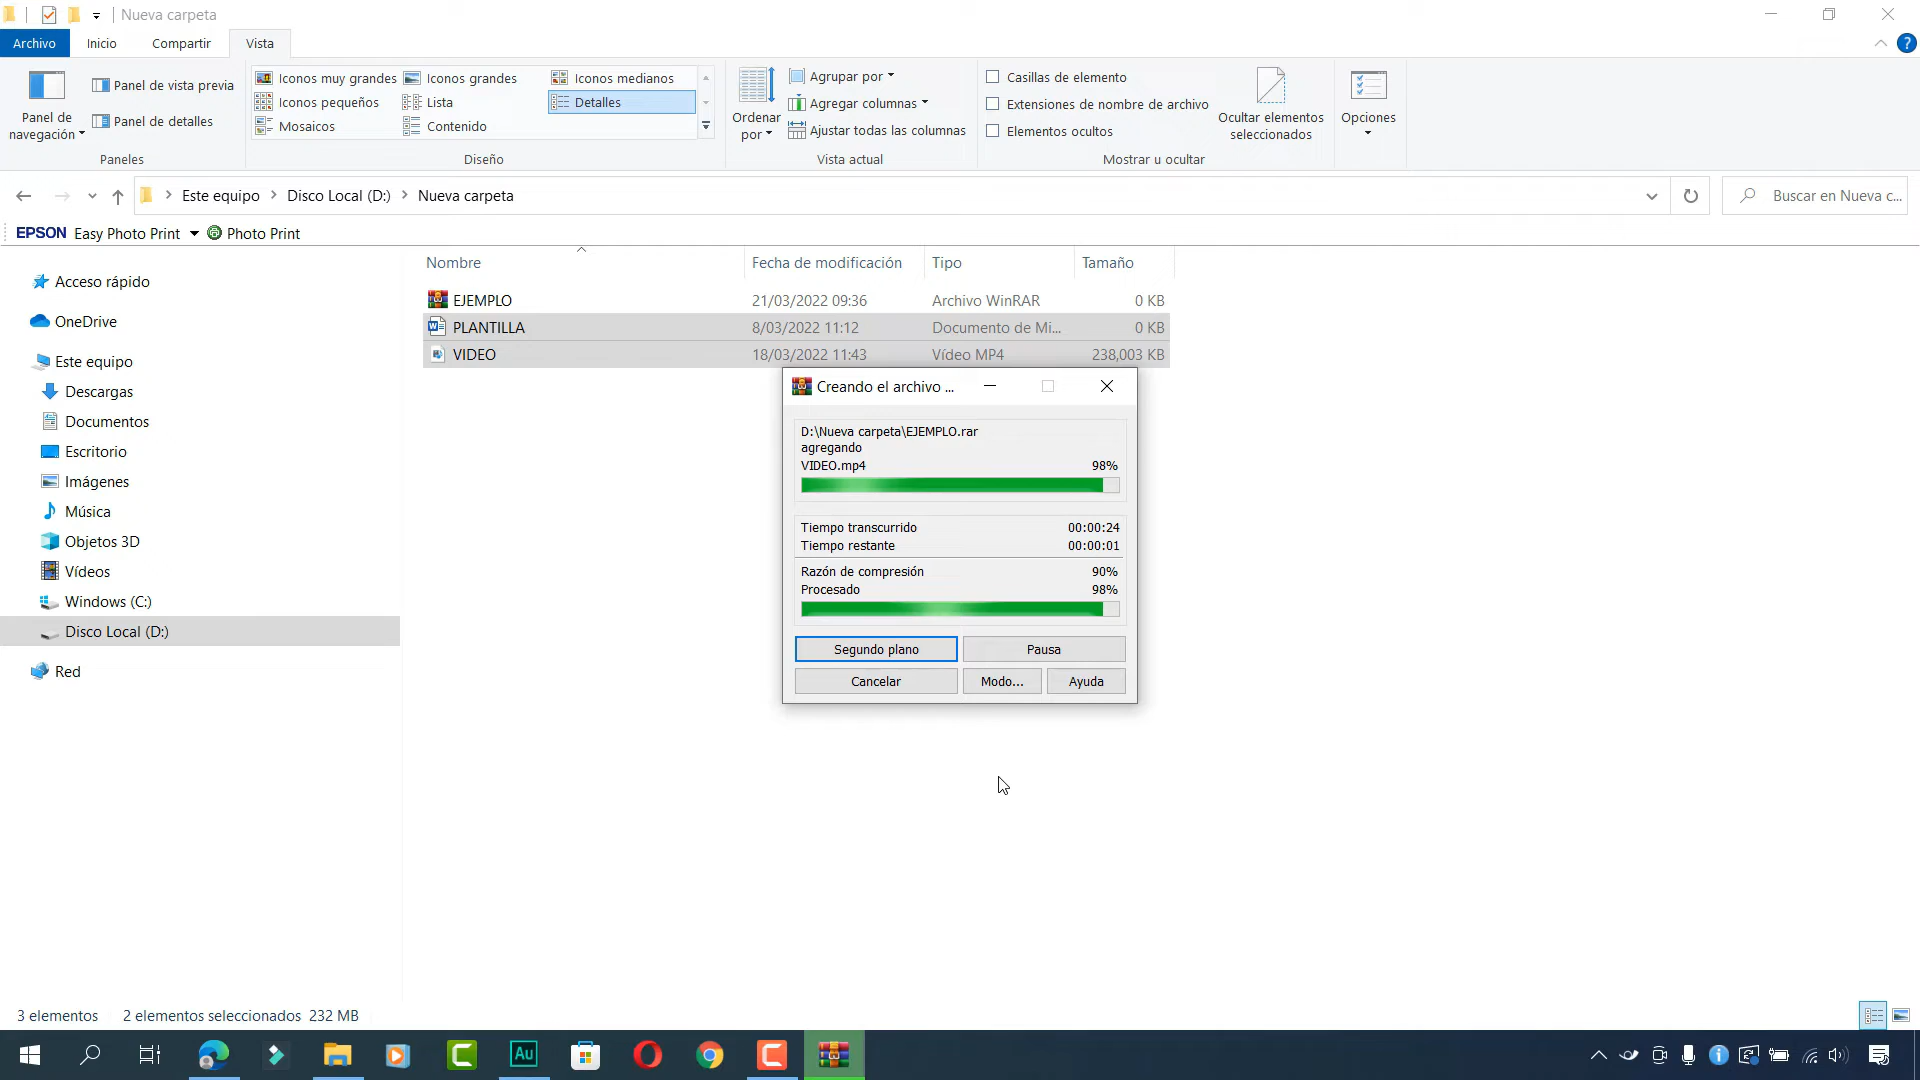 Nueva carpeta
Archivo Inicio Compartir Vista
Panel de navegación
Panel de vista previa
Panel de detalles
Paneles
Iconos muy grandes Iconos grandes Iconos medianos
Iconos pequeños Lista Detalles
Mosaicos Contenido
Diseño
Ordenar por
Agrupar por
Agregar columnas
Ajustar todas las columnas
Vista actual
Casillas de elemento
Extensiones de nombre de archivo
Elementos ocultos
Ocultar elementos seleccionados
Mostrar u ocultar
Opciones
Este equipo Disco Local (D:) Nueva carpeta
Buscar en Nueva c...
EPSON Easy Photo Print Photo Print
Acceso rápido
OneDrive
Este equipo
Descargas
Documentos
Escritorio
Imágenes
Música
Objetos 3D
Vídeos
Windows (C:)
Disco Local (D:)
Red
Nombre Fecha de modificación Tipo Tamaño
EJEMPLO 21/03/2022 09:36 Archivo WinRAR 0 KB
PLANTILLA 8/03/2022 11:12 Documento de Mi... 0 KB
VIDEO 18/03/2022 11:43 Vídeo MP4 238,003 KB
Creando el archivo ...
D:\Nueva carpeta\EJEMPLO.rar
agregando
VIDEO.mp4 98%
Tiempo transcurrido 00:00:24
Tiempo restante 00:00:01
Razón de compresión 90%
Procesado 98%
Segundo plano Pausa
Cancelar Modo... Ayuda
3 elementos 2 elementos seleccionados 232 MB
Au